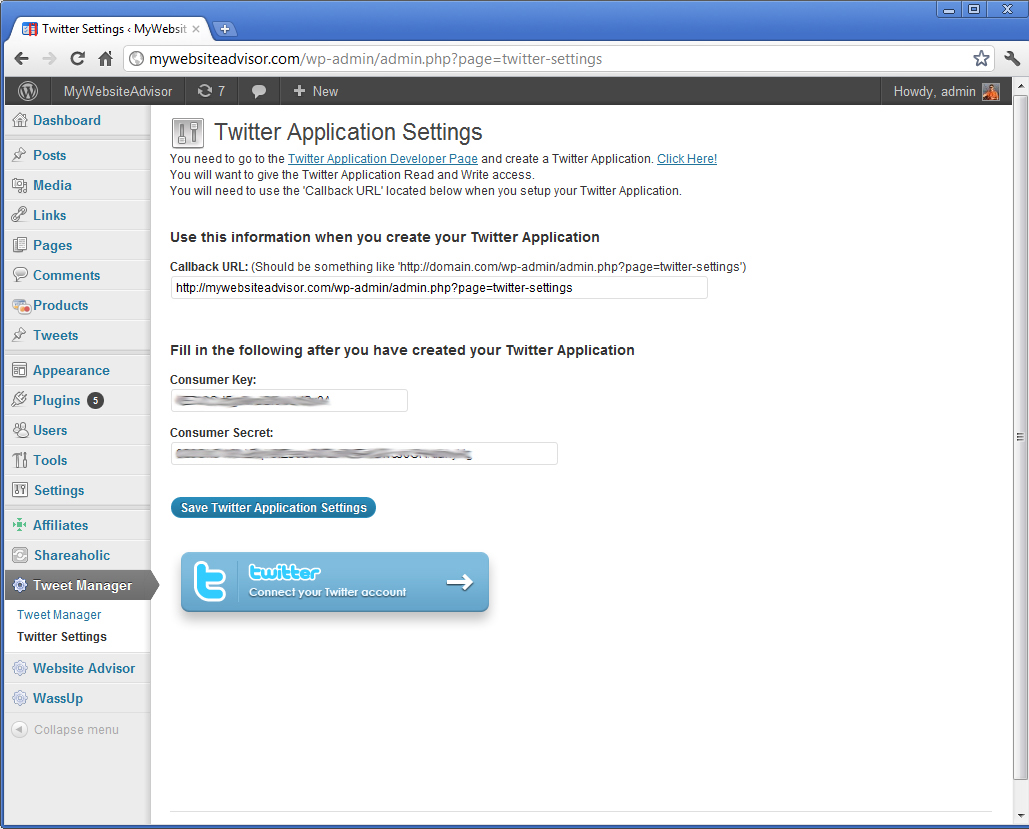 Twitter Settings ‹ MyWebsit
mywebsiteadvisor.com/wp-admin/admin.php?page=twitter-settings
MyWebsiteAdvisor 7 + New Howdy, admin
Dashboard
Posts
Media
Links
Pages
Comments
Products
Tweets
Appearance
Plugins 5
Users
Tools
Settings
Affiliates
Shareaholic
Tweet Manager
Tweet Manager
Twitter Settings
Website Advisor
WassUp
Collapse menu
Twitter Application Settings
You need to go to the Twitter Application Developer Page and create a Twitter Application. Click Here!
You will want to give the Twitter Application Read and Write access.
You will need to use the 'Callback URL' located below when you setup your Twitter Application.
Use this information when you create your Twitter Application
Callback URL: (Should be something like 'http://domain.com/wp-admin/admin.php?page=twitter-settings')
http://mywebsiteadvisor.com/wp-admin/admin.php?page=twitter-settings
Fill in the following after you have created your Twitter Application
Consumer Key:
Consumer Secret:
Save Twitter Application Settings
twitter
Connect your Twitter account